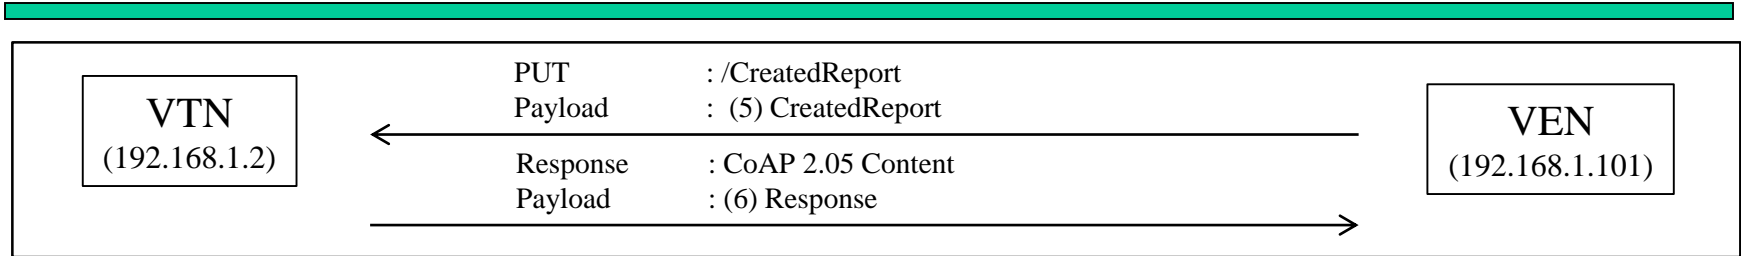 VTN
(192.168.1.2)
PUT : /CreatedReport
Payload : (5) CreatedReport
Response : CoAP 2.05 Content
Payload : (6) Response
VEN
(192.168.1.101)